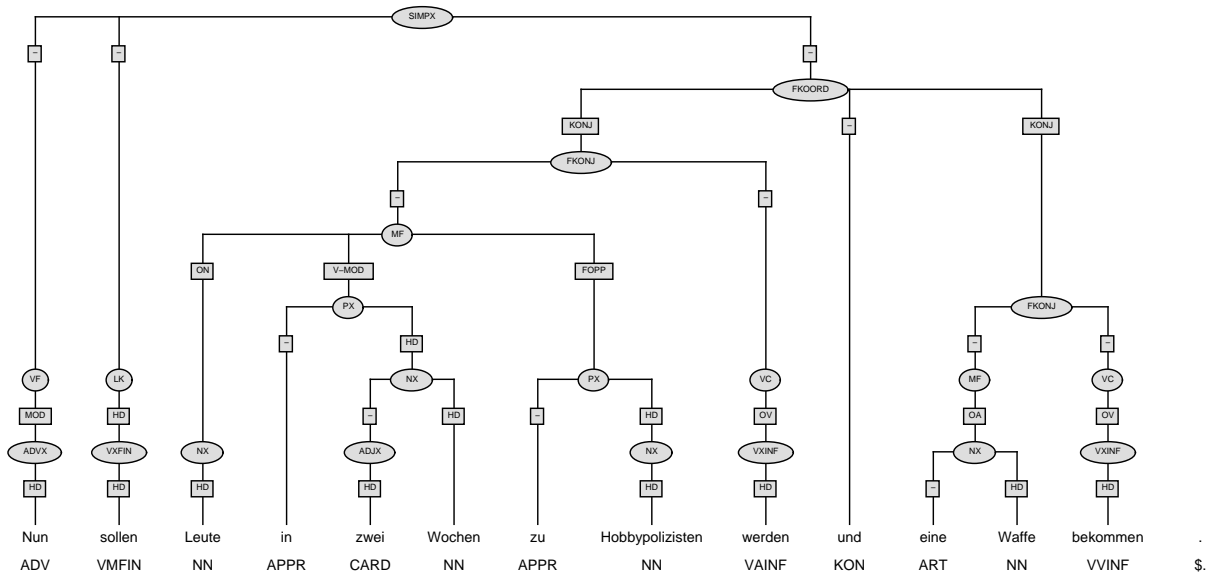 SIMPX
– – –
FKOORD
KONJ – KONJ
FKONJ
– –
MF
ON V–MOD FOPP
PX FKONJ
– HD – –
VF LK NX PX VC MF VC
MOD HD – HD – HD OV OA OV
ADVX VXFIN NX ADJX NX VXINF NX VXINF
HD HD HD HD HD HD – HD HD
Nun sollen Leute in zwei Wochen zu Hobbypolizisten werden und eine Waffe bekommen .
ADV VMFIN NN APPR CARD NN APPR NN VAINF KON ART NN VVINF $.